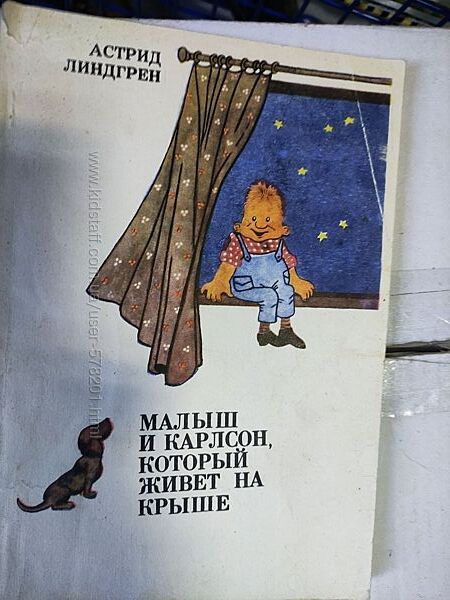 АСТРИД
ЛИНДГРЕН
МАЛЫШ
И КАРЛСОН,
КОТОРЫЙ
ЖИВЕТ НА
КРЫШЕ